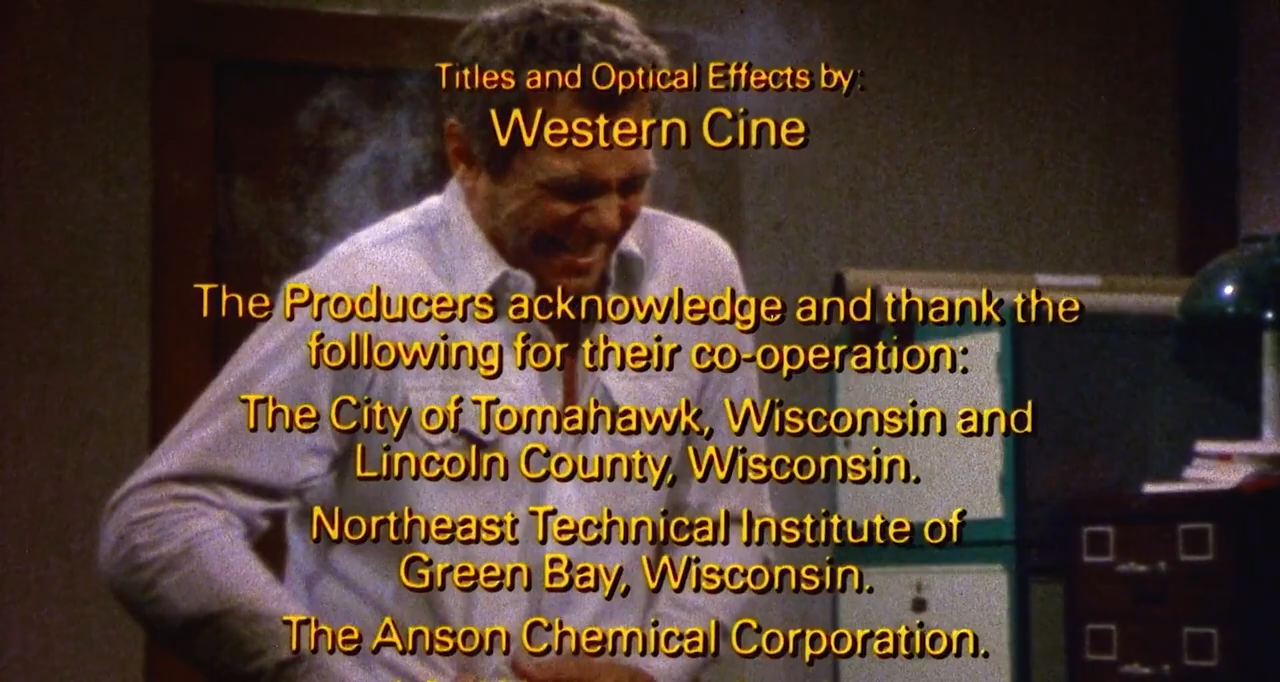 Titles and Optical Effects by:
Western Cine
The Producers acknowledge and thank the
following for their co-operation:
The City of Tomahawk, Wisconsin and
Lincoln County, Wisconsin.
Northeast Technical Institute of
Green Bay, Wisconsin.
The Anson Chemical Corporation.